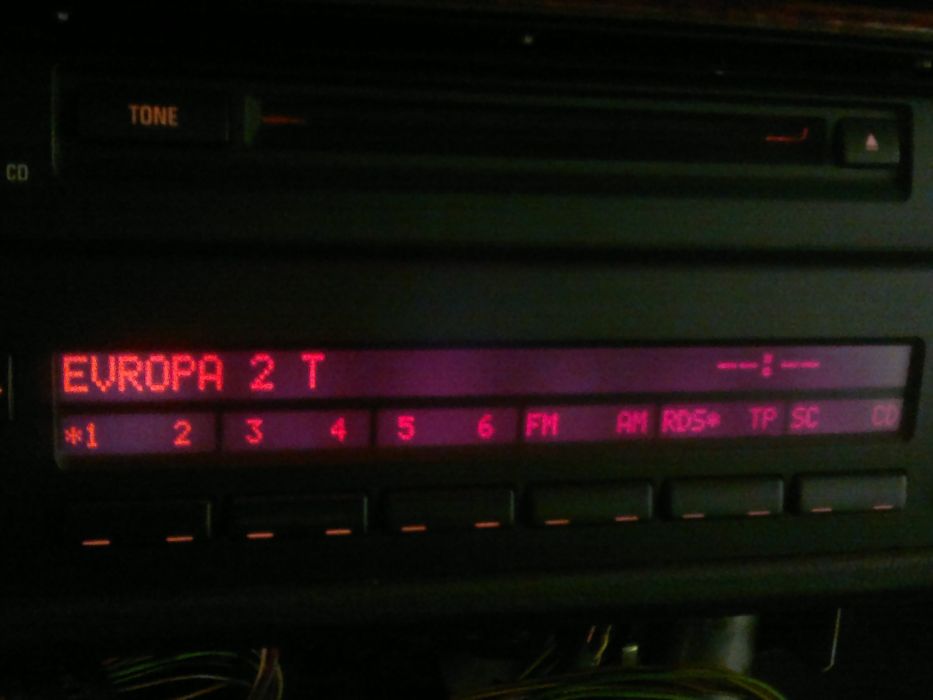 TONE
CD
EVROPA 2 T --:--
*1 2 3 4 5 6 FM AM RDS* TP SC CD